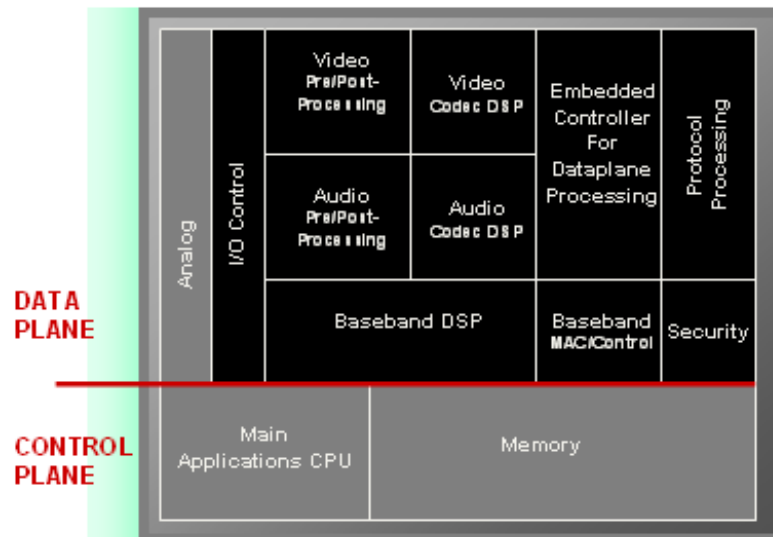 Video
Pre/Post-
Processing
Video
Codec DSP
Embedded
Controller
For
Dataplane
Processing
Protocol
Processing
Analog
I/O Control
Audio
Pre/Post-
Processing
Audio
Codec DSP
DATA
PLANE
Baseband DSP
Baseband
MAC/Control
Security
CONTROL
PLANE
Main
Applications CPU
Memory